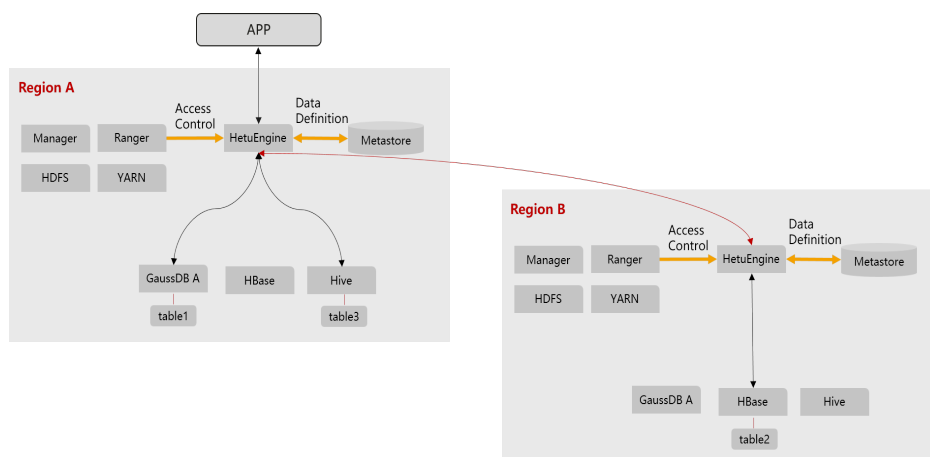 APP
Region A
Access
Control
Data
Definition
Manager
Ranger
HetuEngine
Metastore
HDFS
YARN
GaussDB A
HBase
Hive
table1
table3
Region B
Access
Control
Data
Definition
Manager
Ranger
HetuEngine
Metastore
HDFS
YARN
GaussDB A
HBase
Hive
table2